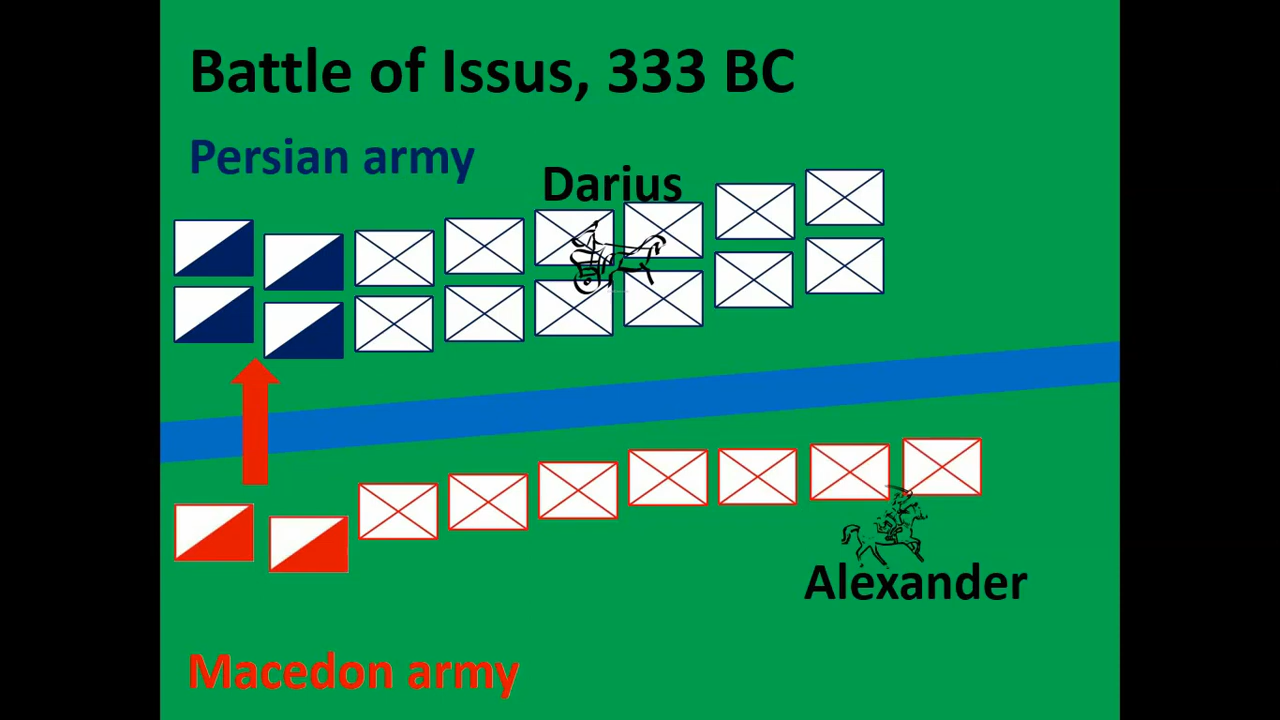 Battle of Issus, 333 BC
Persian army
Darius
Alexander
Macedon army